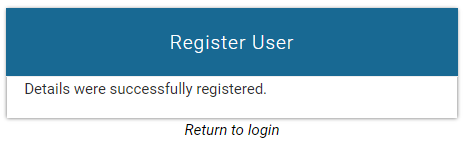 Register User
Details were successfully registered.
Return to login